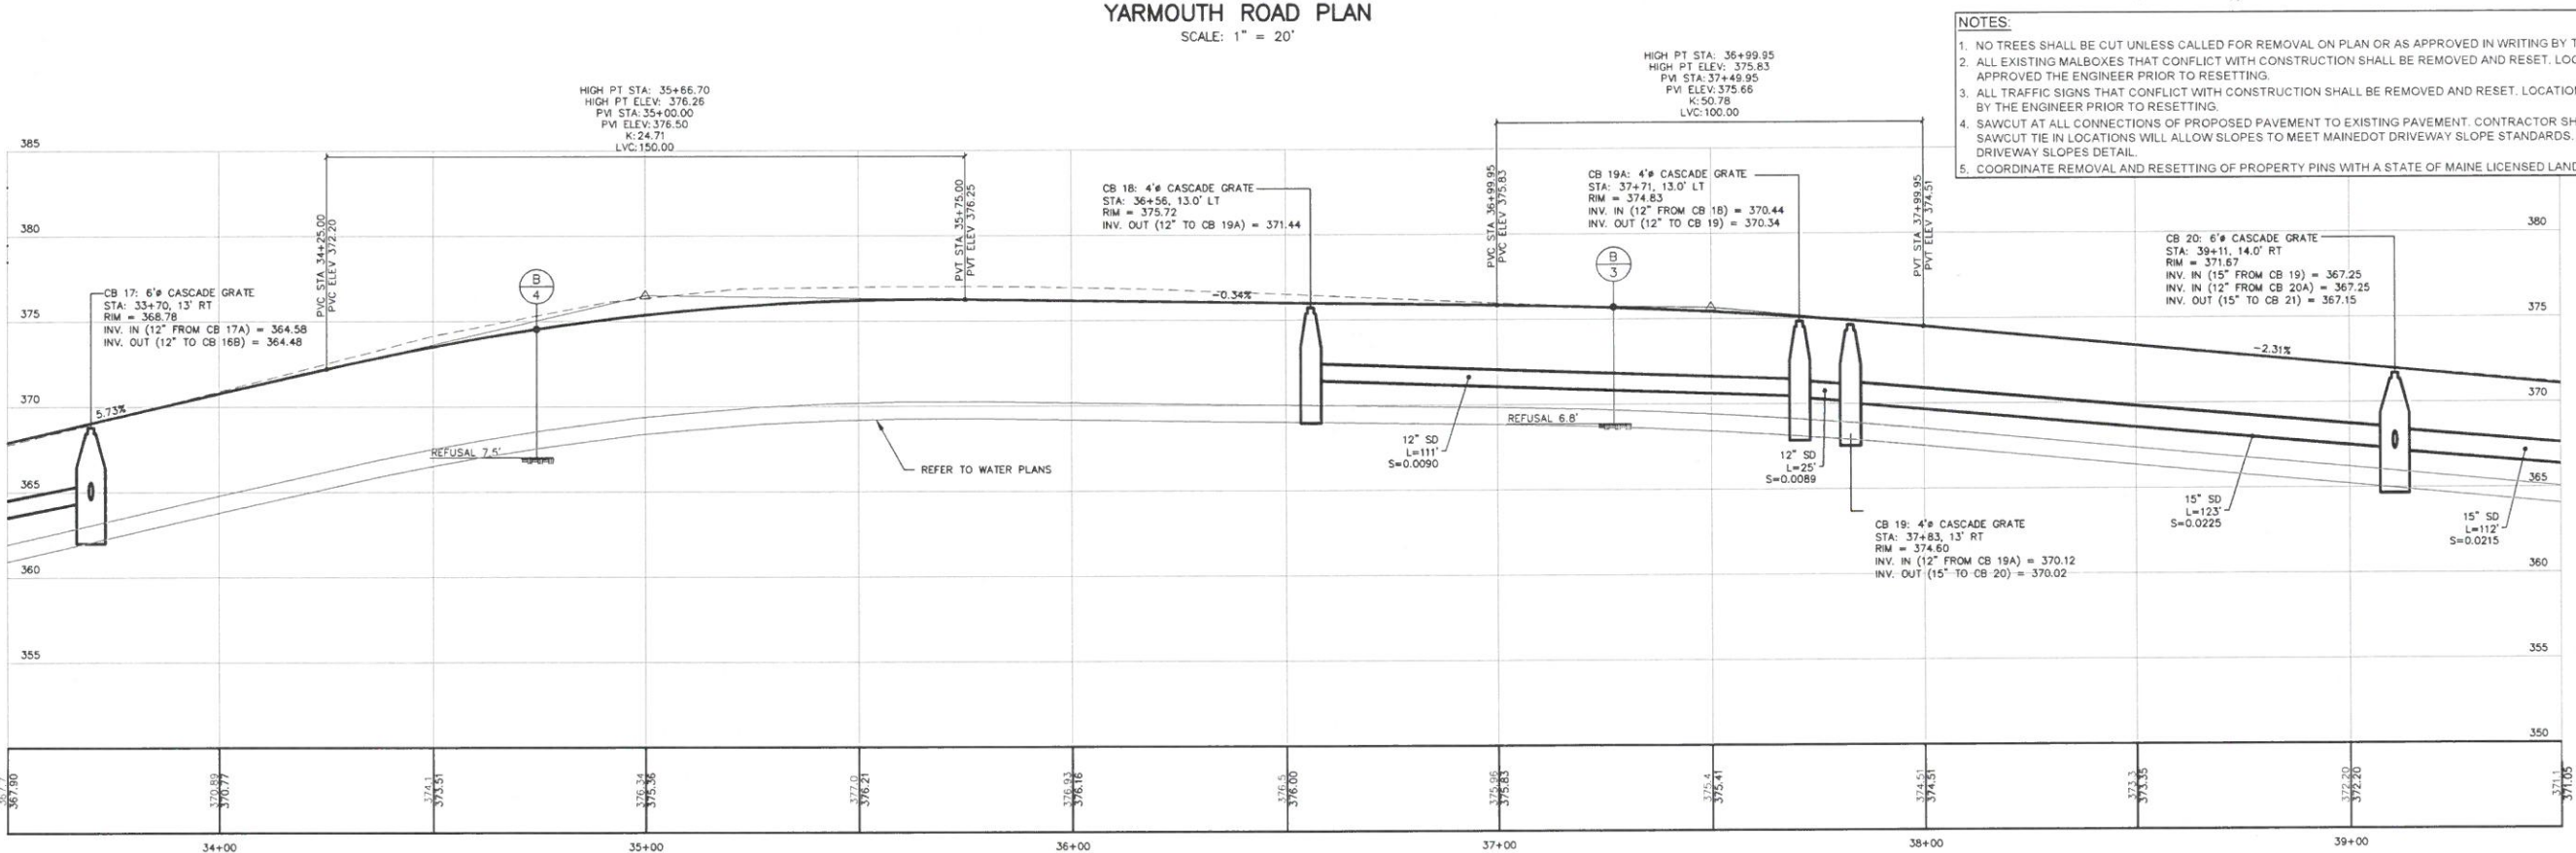 YARMOUTH ROAD PLAN
SCALE: 1" = 20'
NOTES:
1. NO TREES SHALL BE CUT UNLESS CALLED FOR REMOVAL ON PLAN OR AS APPROVED IN WRITING BY
2. ALL EXISTING MALBOXES THAT CONFLICT WITH CONSTRUCTION SHALL BE REMOVED AND RESET.
APPROVED THE ENGINEER PRIOR TO RESETTING.
3. ALL TRAFFIC SIGNS THAT CONFLICT WITH CONSTRUCTION SHALL BE REMOVED AND RESET.
BY THE ENGINEER PRIOR TO RESETTING.
4. SAWCUT AT ALL CONNECTIONS OF PROPOSED PAVEMENT TO EXISTING PAVEMENT. CONTRACTOR
SAWCUT TIE IN LOCATIONS WILL ALLOW SLOPES TO MEET MAINEDOT DRIVEWAY SLOPE STANDARDS.
DRIVEWAY SLOPES DETAIL.
5. COORDINATE REMOVAL AND RESETTING OF PROPERTY PINS WITH A STATE OF MAINE LICENSED
HIGH PT STA: 35+66.70
HIGH PT ELEV: 376.26
PVI STA: 35+00.00
PVI ELEV: 376.50
K: 24.71
LVC: 150.00
HIGH PT STA: 36+99.95
HIGH PT ELEV: 375.83
PVI STA: 37+49.95
PVI ELEV: 375.66
K: 50.78
LVC: 100.00
PVC STA 34+25.00
PVC ELEV 372.20
PVT STA 35+75.00
PVT ELEV 376.25
PVC STA 36+99.95
PVC ELEV 375.83
PVT STA 37+99.95
PVT ELEV 374.51
CB 17: 6'ø CASCADE GRATE
STA: 33+70, 13' RT
RIM = 368.78
INV. IN (12" FROM CB 17A) = 364.58
INV. OUT (12" TO CB 16B) = 364.48
B
4
CB 18: 4'ø CASCADE GRATE
STA: 36+56, 13.0' LT
RIM = 375.72
INV. OUT (12" TO CB 19A) = 371.44
CB 19A: 4'ø CASCADE GRATE
STA: 37+71, 13.0' LT
RIM = 374.83
INV. IN (12" FROM CB 18) = 370.44
INV. OUT (12" TO CB 19) = 370.34
B
3
CB 20: 6'ø CASCADE GRATE
STA: 39+11, 14.0' RT
RIM = 371.67
INV. IN (15" FROM CB 19) = 367.25
INV. IN (12" FROM CB 20A) = 367.25
INV. OUT (15" TO CB 21) = 367.15
5.73%
-0.34%
-2.31%
REFUSAL 7.5'
REFER TO WATER PLANS
REFUSAL 6.8'
12" SD
L=111'
S=0.0090
12" SD
L=25'
S=0.0089
15" SD
L=123'
S=0.0225
15" SD
L=112'
S=0.0215
CB 19: 4'ø CASCADE GRATE
STA: 37+83, 13' RT
RIM = 374.60
INV. IN (12" FROM CB 19A) = 370.12
INV. OUT (15" TO CB 20) = 370.02
385
380
375
370
365
360
355
380
375
370
365
360
355
350
367.90
370.89
370.77
374.1
373.51
376.34
375.36
377.0
376.21
376.93
376.16
376.5
376.00
375.96
375.83
375.4
375.41
374.51
374.51
373.3
373.35
372.20
372.20
371.1
371.05
34+00
35+00
36+00
37+00
38+00
39+00